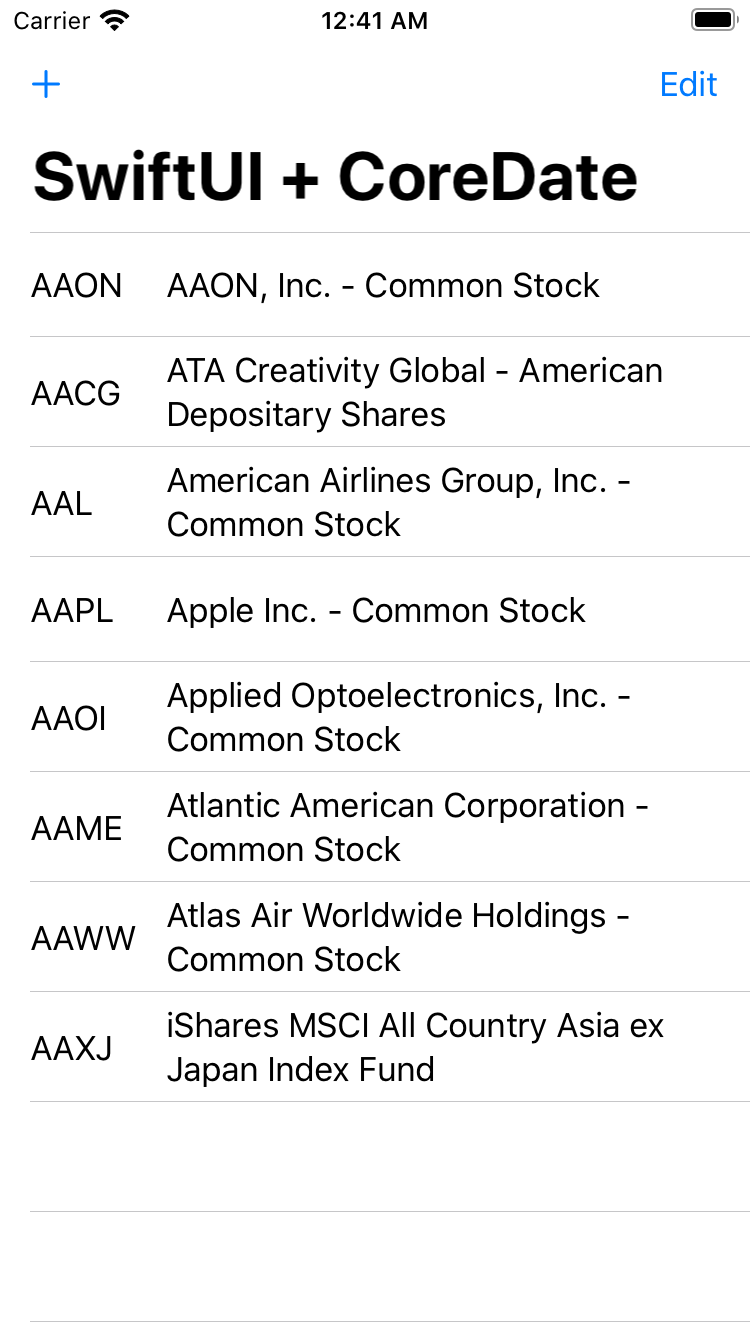 Carrier 12:41 AM
+ Edit
SwiftUI + CoreDate
AAON AAON, Inc. - Common Stock
AACG ATA Creativity Global - American
Depositary Shares
AAL American Airlines Group, Inc. -
Common Stock
AAPL Apple Inc. - Common Stock
AAOI Applied Optoelectronics, Inc. -
Common Stock
AAME Atlantic American Corporation -
Common Stock
AAWW Atlas Air Worldwide Holdings -
Common Stock
AAXJ iShares MSCI All Country Asia ex
Japan Index Fund